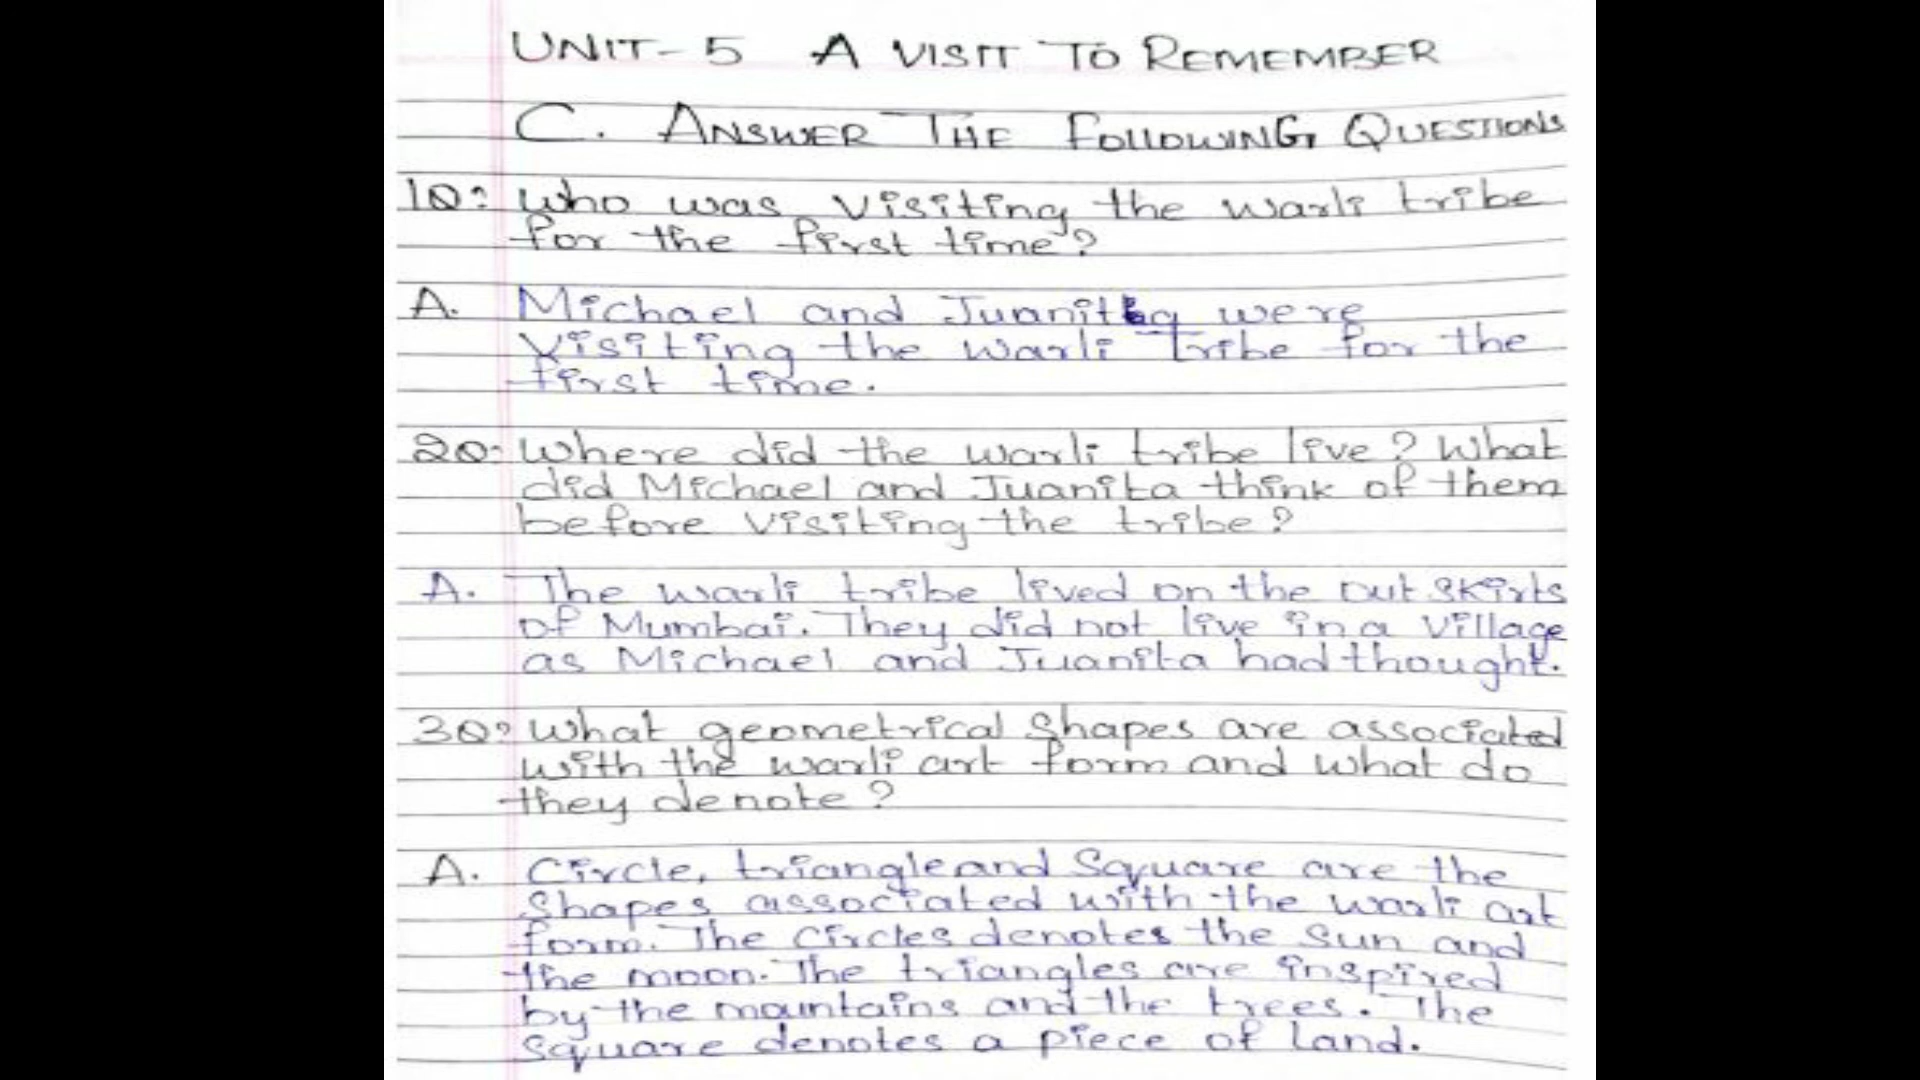 UNIT-5 A VISIT TO REMEMBER
C. ANSWER THE FOLLOWING QUESTIONS
1Q: Who was visiting the warli tribe
for the first time?
A. Michael and Juanita were
visiting the warli Tribe for the
first time.
2Q: Where did the warli tribe live? What
did Michael and Juanita think of them
before visiting the tribe?
A. The warli tribe lived on the out skirts
of Mumbai. They did not live in a village
as Michael and Juanita had thought.
3Q: What geometrical shapes are associated
with the warli art form and what do
they denote?
A. Circle, triangle and Square are the
shapes associated with the warli art
form. The circles denotes the sun and
the moon. The triangles are inspired
by the mountains and the trees. The
square denotes a piece of land.